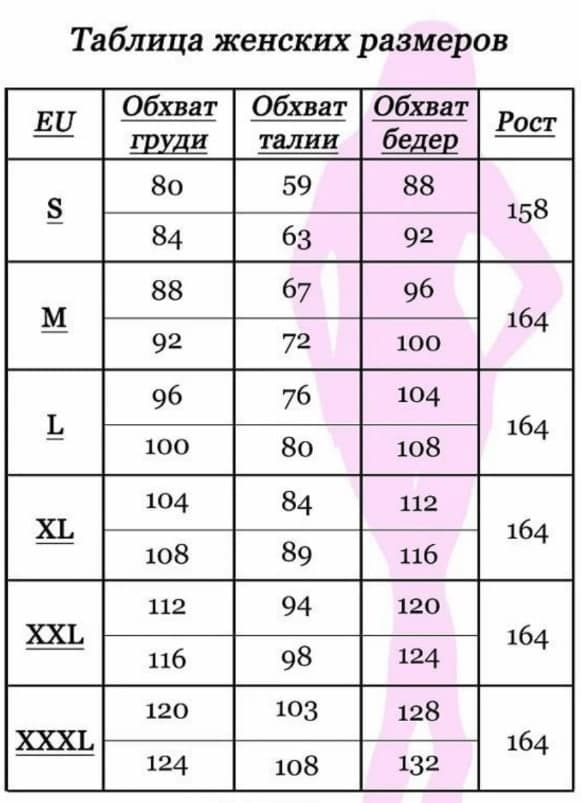 Таблица женских размеров
EU Обхват груди Обхват талии Обхват бедер Рост
S 80 59 88 158
84 63 92
M 88 67 96 164
92 72 100
L 96 76 104 164
100 80 108
XL 104 84 112 164
108 89 116
XXL 112 94 120 164
116 98 124
XXXL 120 103 128 164
124 108 132